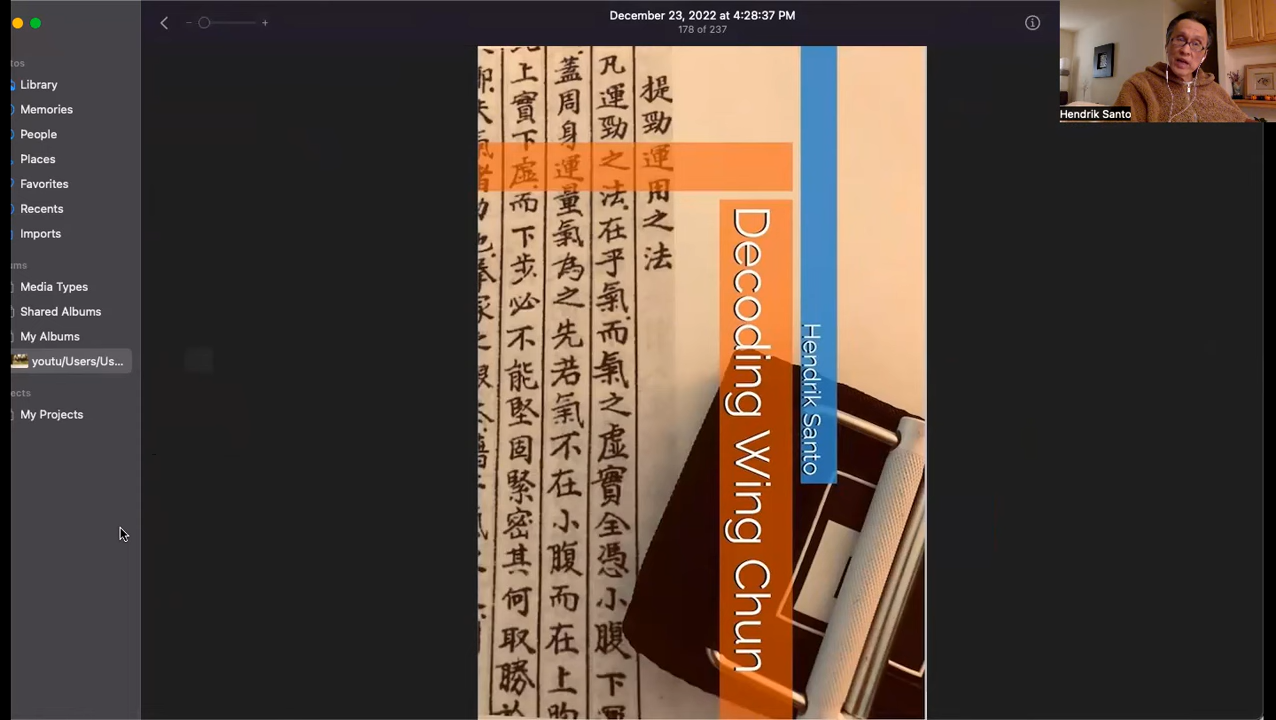 December 23, 2022 at 4:28:37 PM
178 of 237
Library
Memories
People
Places
Favorites
Recents
Imports
Media Types
Shared Albums
My Albums
youtu/Users/Us...
My Projects
Hendrik Santo
Hendrik Santo
Decoding Wing Chun
提勁運用之法
凡運勁之法在乎氣而氣之虛實全憑小腹下
蓋周身運量氣為之先若氣不在小腹而在上
上實下虛而下步必不能堅固緊密其何取勝於